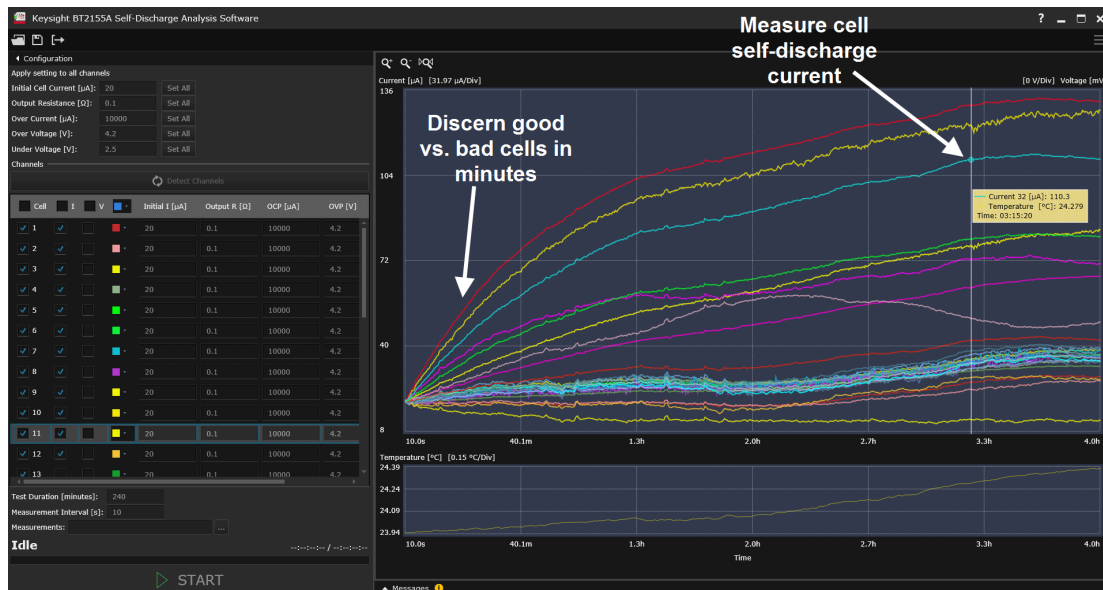 Keysight BT2155A Self-Discharge Analysis Software
?
Configuration
Apply setting to all channels
Initial Cell Current [µA]: 20 Set All
Output Resistance [Ω]: 0.1 Set All
Over Current [µA]: 10000 Set All
Over Voltage [V]: 4.2 Set All
Under Voltage [V]: 2.5 Set All
Channels
Detect Channels
Cell I V Initial I [µA] Output R [Ω] OCP [µA] OVP [V]
1 20 0.1 10000 4.2
2 20 0.1 10000 4.2
3 20 0.1 10000 4.2
4 20 0.1 10000 4.2
5 20 0.1 10000 4.2
6 20 0.1 10000 4.2
7 20 0.1 10000 4.2
8 20 0.1 10000 4.2
9 20 0.1 10000 4.2
10 20 0.1 10000 4.2
11 20 0.1 10000 4.2
12 20 0.1 10000 4.2
13 20 0.1 10000 4.2
Test Duration [minutes]: 240
Measurement Interval [s]: 10
Measurements: ...
Idle --:--:--:-- / --:--:--:--
START
Measure cell
self-discharge
current
Current [µA] [31.97 µA/Div] [0 V/Div] Voltage [mV
136
104
72
40
8
Discern good
vs. bad cells in
minutes
Current 32 [µA]: 110.3
Temperature [°C]: 24.279
Time: 03:15:20
10.0s 40.1m 1.3h 2.0h 2.7h 3.3h 4.0h
Temperature [°C] [0.15 °C/Div]
24.39
24.24
24.09
23.94
10.0s 40.1m 1.3h 2.0h 2.7h 3.3h 4.0h
Time
Messages